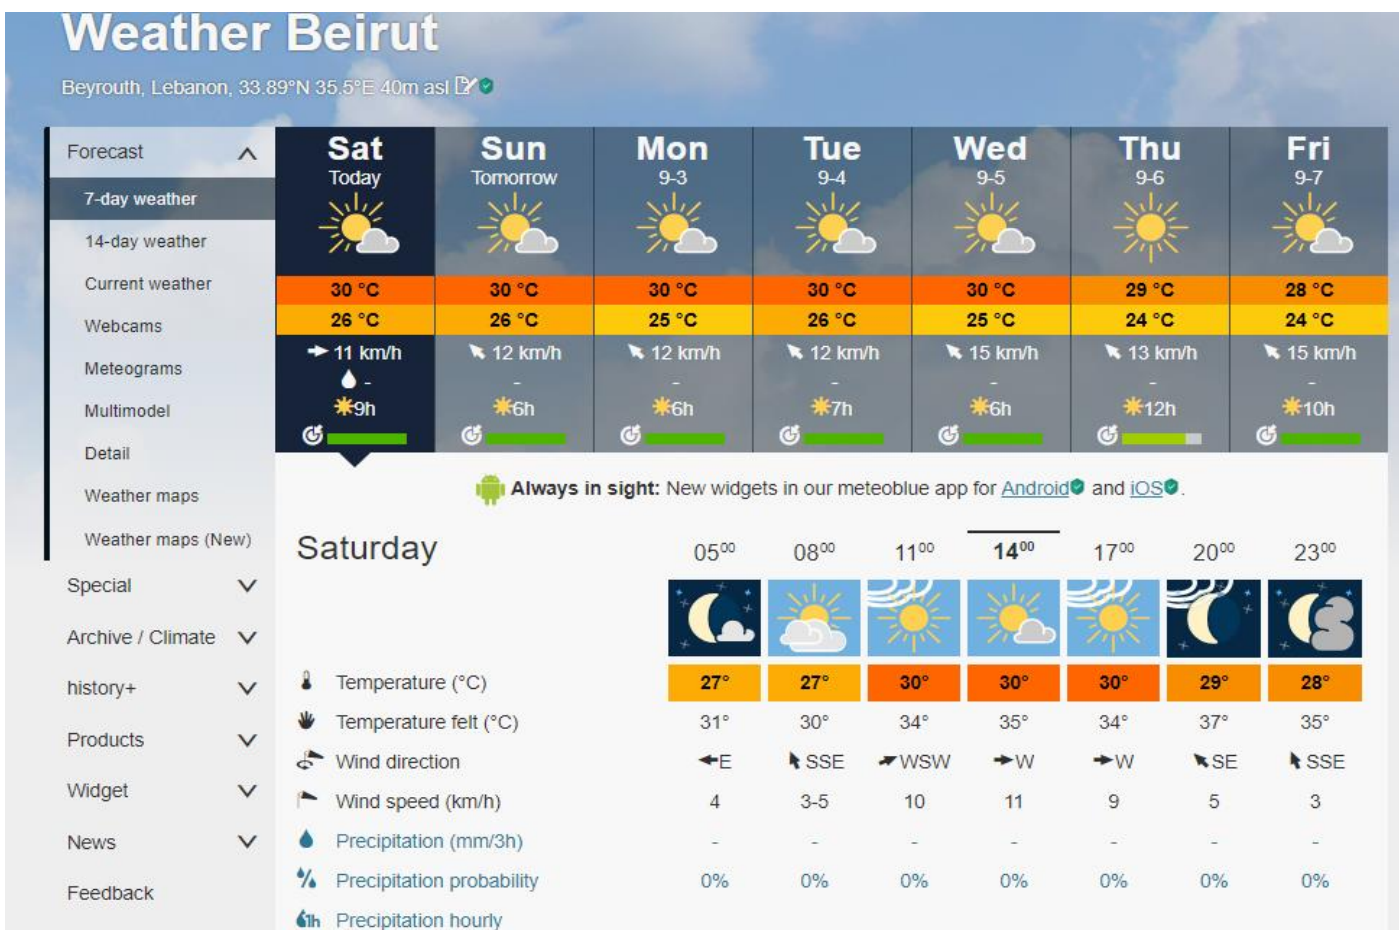 Weather Beirut
Beyrouth, Lebanon, 33.89°N 35.5°E 40m asl
Forecast
7-day weather
14-day weather
Current weather
Webcams
Meteograms
Multimodel
Detail
Weather maps
Weather maps (New)
Special
Archive / Climate
history+
Products
Widget
News
Feedback
Sat Sun Mon Tue Wed Thu Fri
Today Tomorrow 9-3 9-4 9-5 9-6 9-7
30 °C 30 °C 30 °C 30 °C 30 °C 29 °C 28 °C
26 °C 26 °C 25 °C 26 °C 25 °C 24 °C 24 °C
11 km/h 12 km/h 12 km/h 12 km/h 15 km/h 13 km/h 15 km/h
- - - - - - -
9h 6h 6h 7h 6h 12h 10h
Always in sight: New widgets in our meteoblue app for Android and iOS.
Saturday 0500 0800 1100 1400 1700 2000 2300
Temperature (°C) 27° 27° 30° 30° 30° 29° 28°
Temperature felt (°C) 31° 30° 34° 35° 34° 37° 35°
Wind direction E SSE WSW W W SE SSE
Wind speed (km/h) 4 3-5 10 11 9 5 3
Precipitation (mm/3h) - - - - - - -
Precipitation probability 0% 0% 0% 0% 0% 0% 0%
1h Precipitation hourly